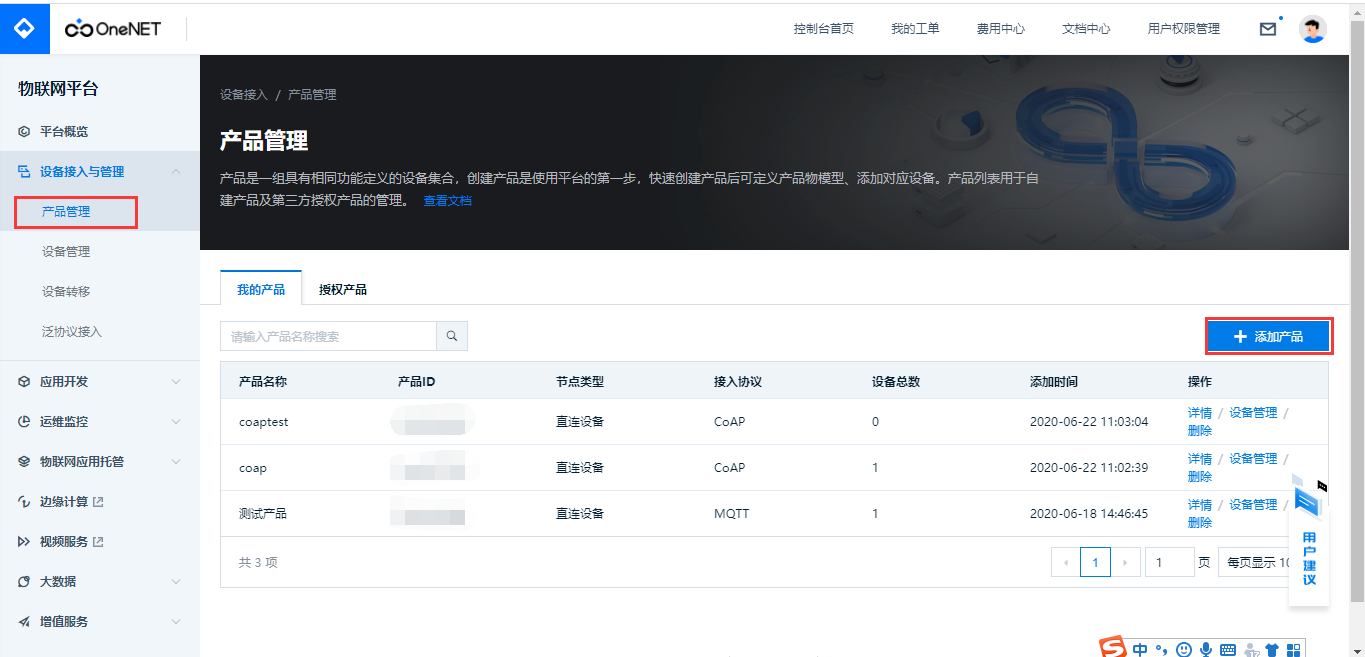 OneNET
控制台首页
我的工单
费用中心
文档中心
用户权限管理
物联网平台
平台概览
设备接入与管理
产品管理
设备管理
设备转移
泛协议接入
应用开发
运维监控
物联网应用托管
边缘计算
视频服务
大数据
增值服务
设备接入 / 产品管理
产品管理
产品是一组具有相同功能定义的设备集合，创建产品是使用平台的第一步，快速创建产品后可定义产品物模型、添加对应设备。产品列表用于自
建产品及第三方授权产品的管理。 查看文档
我的产品 授权产品
请输入产品名称搜索
添加产品
产品名称 产品ID 节点类型 接入协议 设备总数 添加时间 操作
coaptest 直连设备 CoAP 0 2020-06-22 11:03:04 详情 / 设备管理 /
删除
coap 直连设备 CoAP 1 2020-06-22 11:02:39 详情 / 设备管理 /
删除
测试产品 直连设备 MQTT 1 2020-06-18 14:46:45 详情 / 设备管理 /
删除
共 3 项
1 1 页 每页显示 10
用户建议
S 中